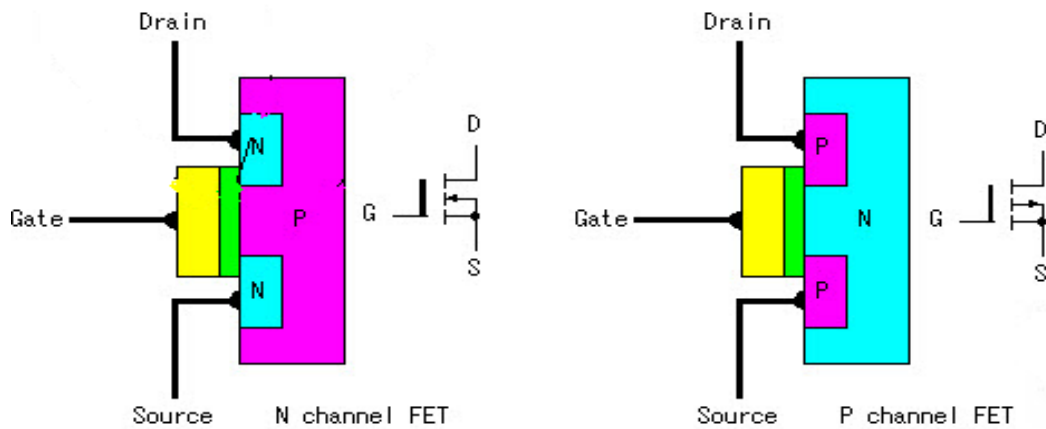 Drain
N
D
Gate
P
G
S
N
Source
N channel FET
Drain
P
D
Gate
N
G
S
P
Source
P channel FET